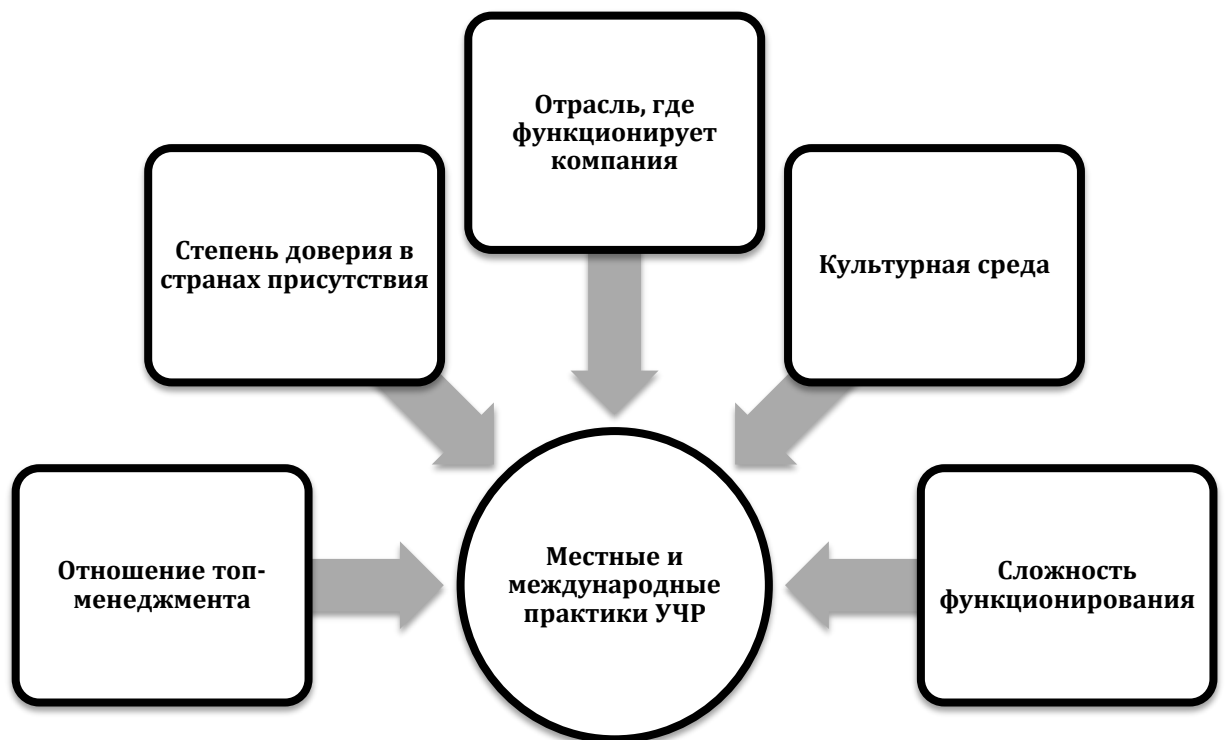 Отрасль, где
функционирует
компания
Степень доверия в
странах присутствия
Культурная среда
Отношение топ-
менеджмента
Местные и
международные
практики УЧР
Сложность
функционирования